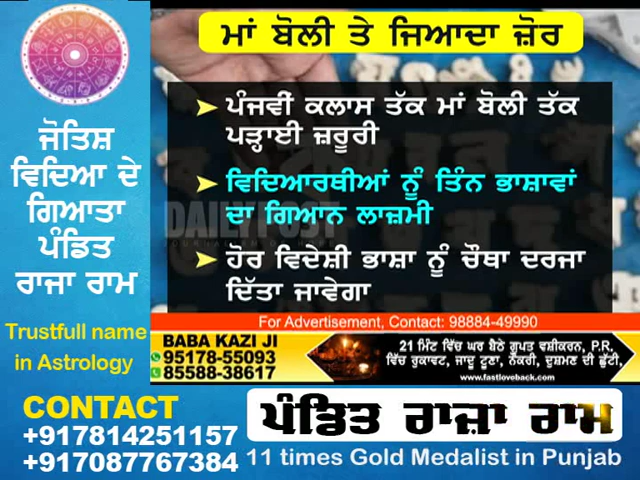 ਮਾਂ ਬੋਲੀ ਤੇ ਜਿਆਦਾ ਜ਼ੋਰ
ਪੰਜਵੀਂ ਕਲਾਸ ਤੱਕ ਮਾਂ ਬੋਲੀ ਤੱਕ
ਪੜ੍ਹਾਈ ਜ਼ਰੂਰੀ
ਵਿਦਿਆਰਥੀਆਂ ਨੂੰ ਤਿੰਨ ਭਾਸ਼ਾਵਾਂ
ਦਾ ਗਿਆਨ ਲਾਜ਼ਮੀ
DAILYPOST
ਹੋਰ ਵਿਦੇਸ਼ੀ ਭਾਸ਼ਾ ਨੂੰ ਚੌਥਾ ਦਰਜਾ
ਦਿੱਤਾ ਜਾਵੇਗਾ
ਜੋਤਿਸ਼
ਵਿਦਿਆ ਦੇ
ਗਿਆਤਾ
ਪੰਡਿਤ
ਰਾਜਾ ਰਾਮ
Trustfull name
in Astrology
For Advertisement, Contact: 98884-49990
BABA KAZI JI
95178-55093
85588-38617
21 ਮਿੰਟ ਵਿੱਚ ਘਰ ਬੈਠੇ ਗੁਪਤ ਵਸ਼ੀਕਰਨ, P.R.
ਵਿੱਚ ਰੁਕਾਵਟ, ਜਾਦੂ ਟੂਣਾ, ਨੌਕਰੀ, ਦੁਸ਼ਮਣ ਦੀ ਛੁੱਟੀ,
www.fastloveback.com
CONTACT
+917814251157
+917087767384
ਪੰਡਿਤ ਰਾਜ਼ਾ ਰਾਮ
11 times Gold Medalist in Punjab